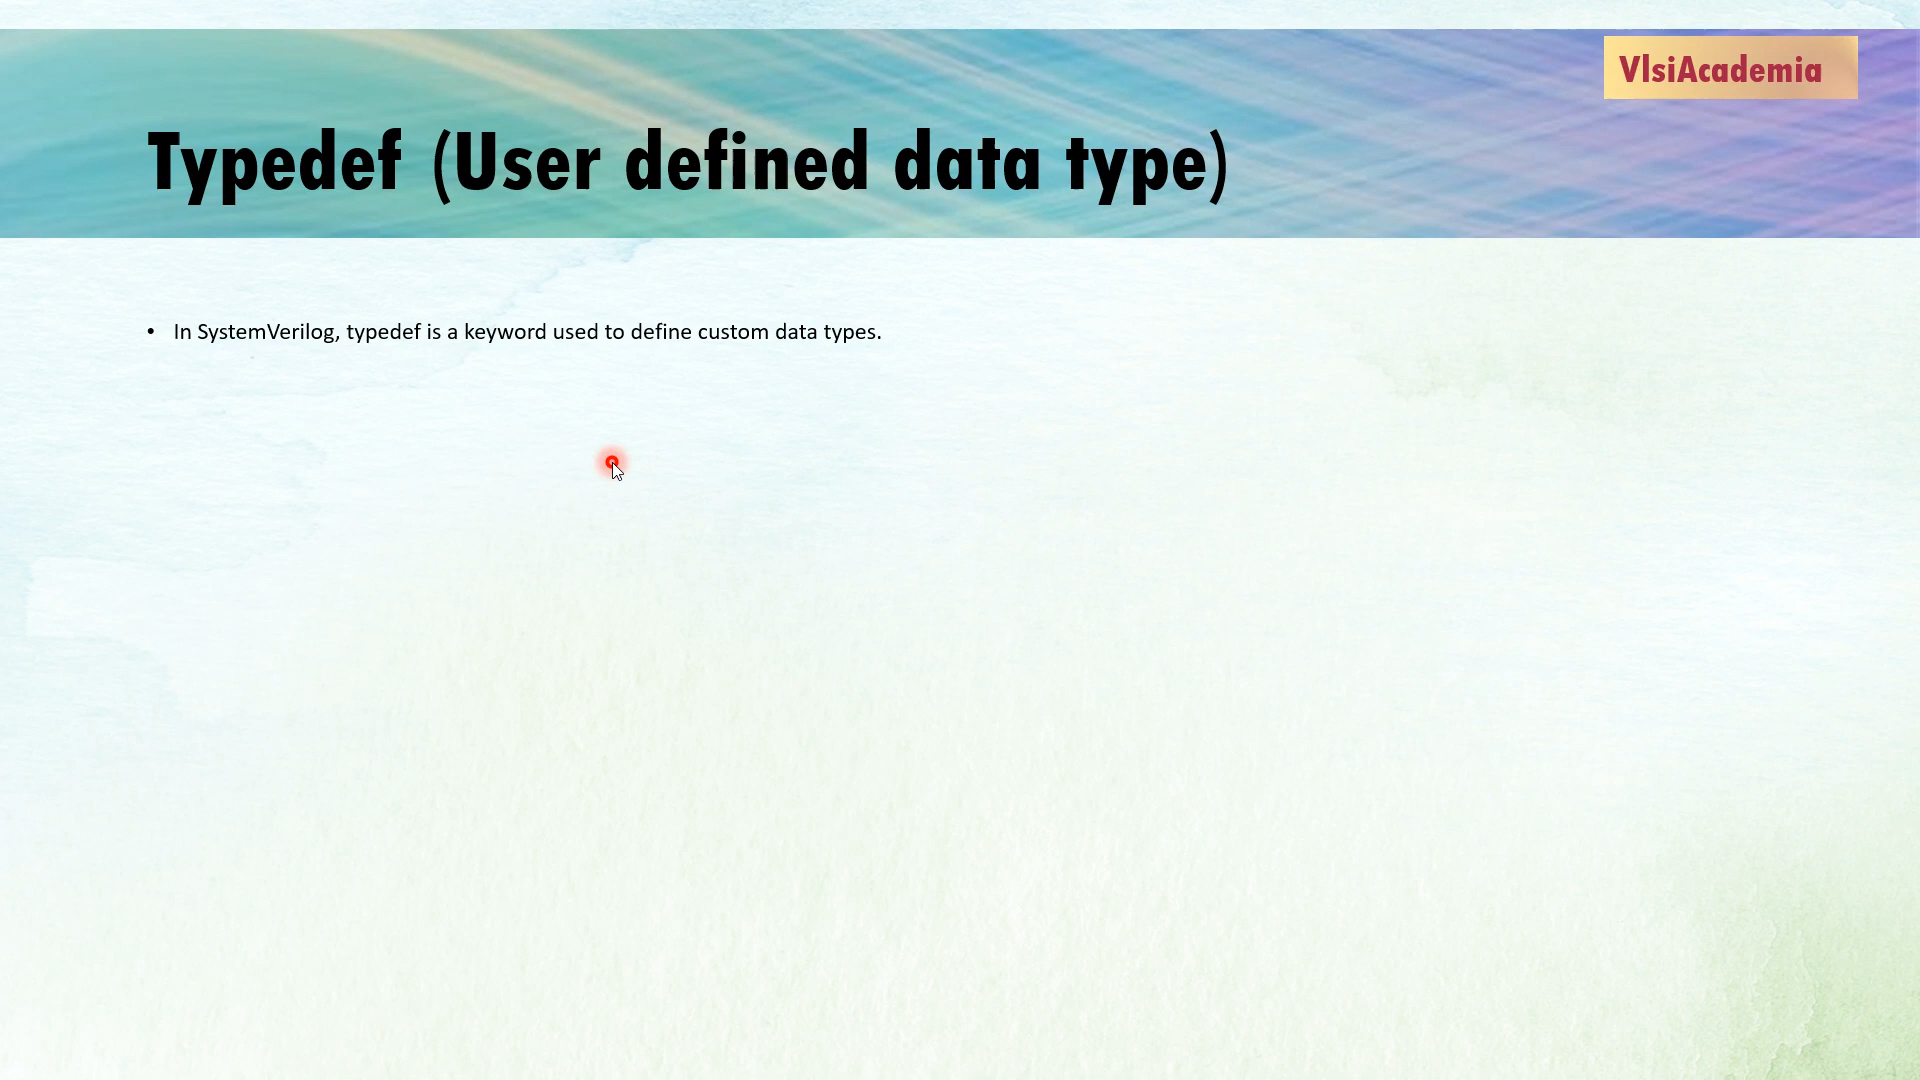 VlsiAcademia
Typedef (User defined data type)
• In SystemVerilog, typedef is a keyword used to define custom data types.